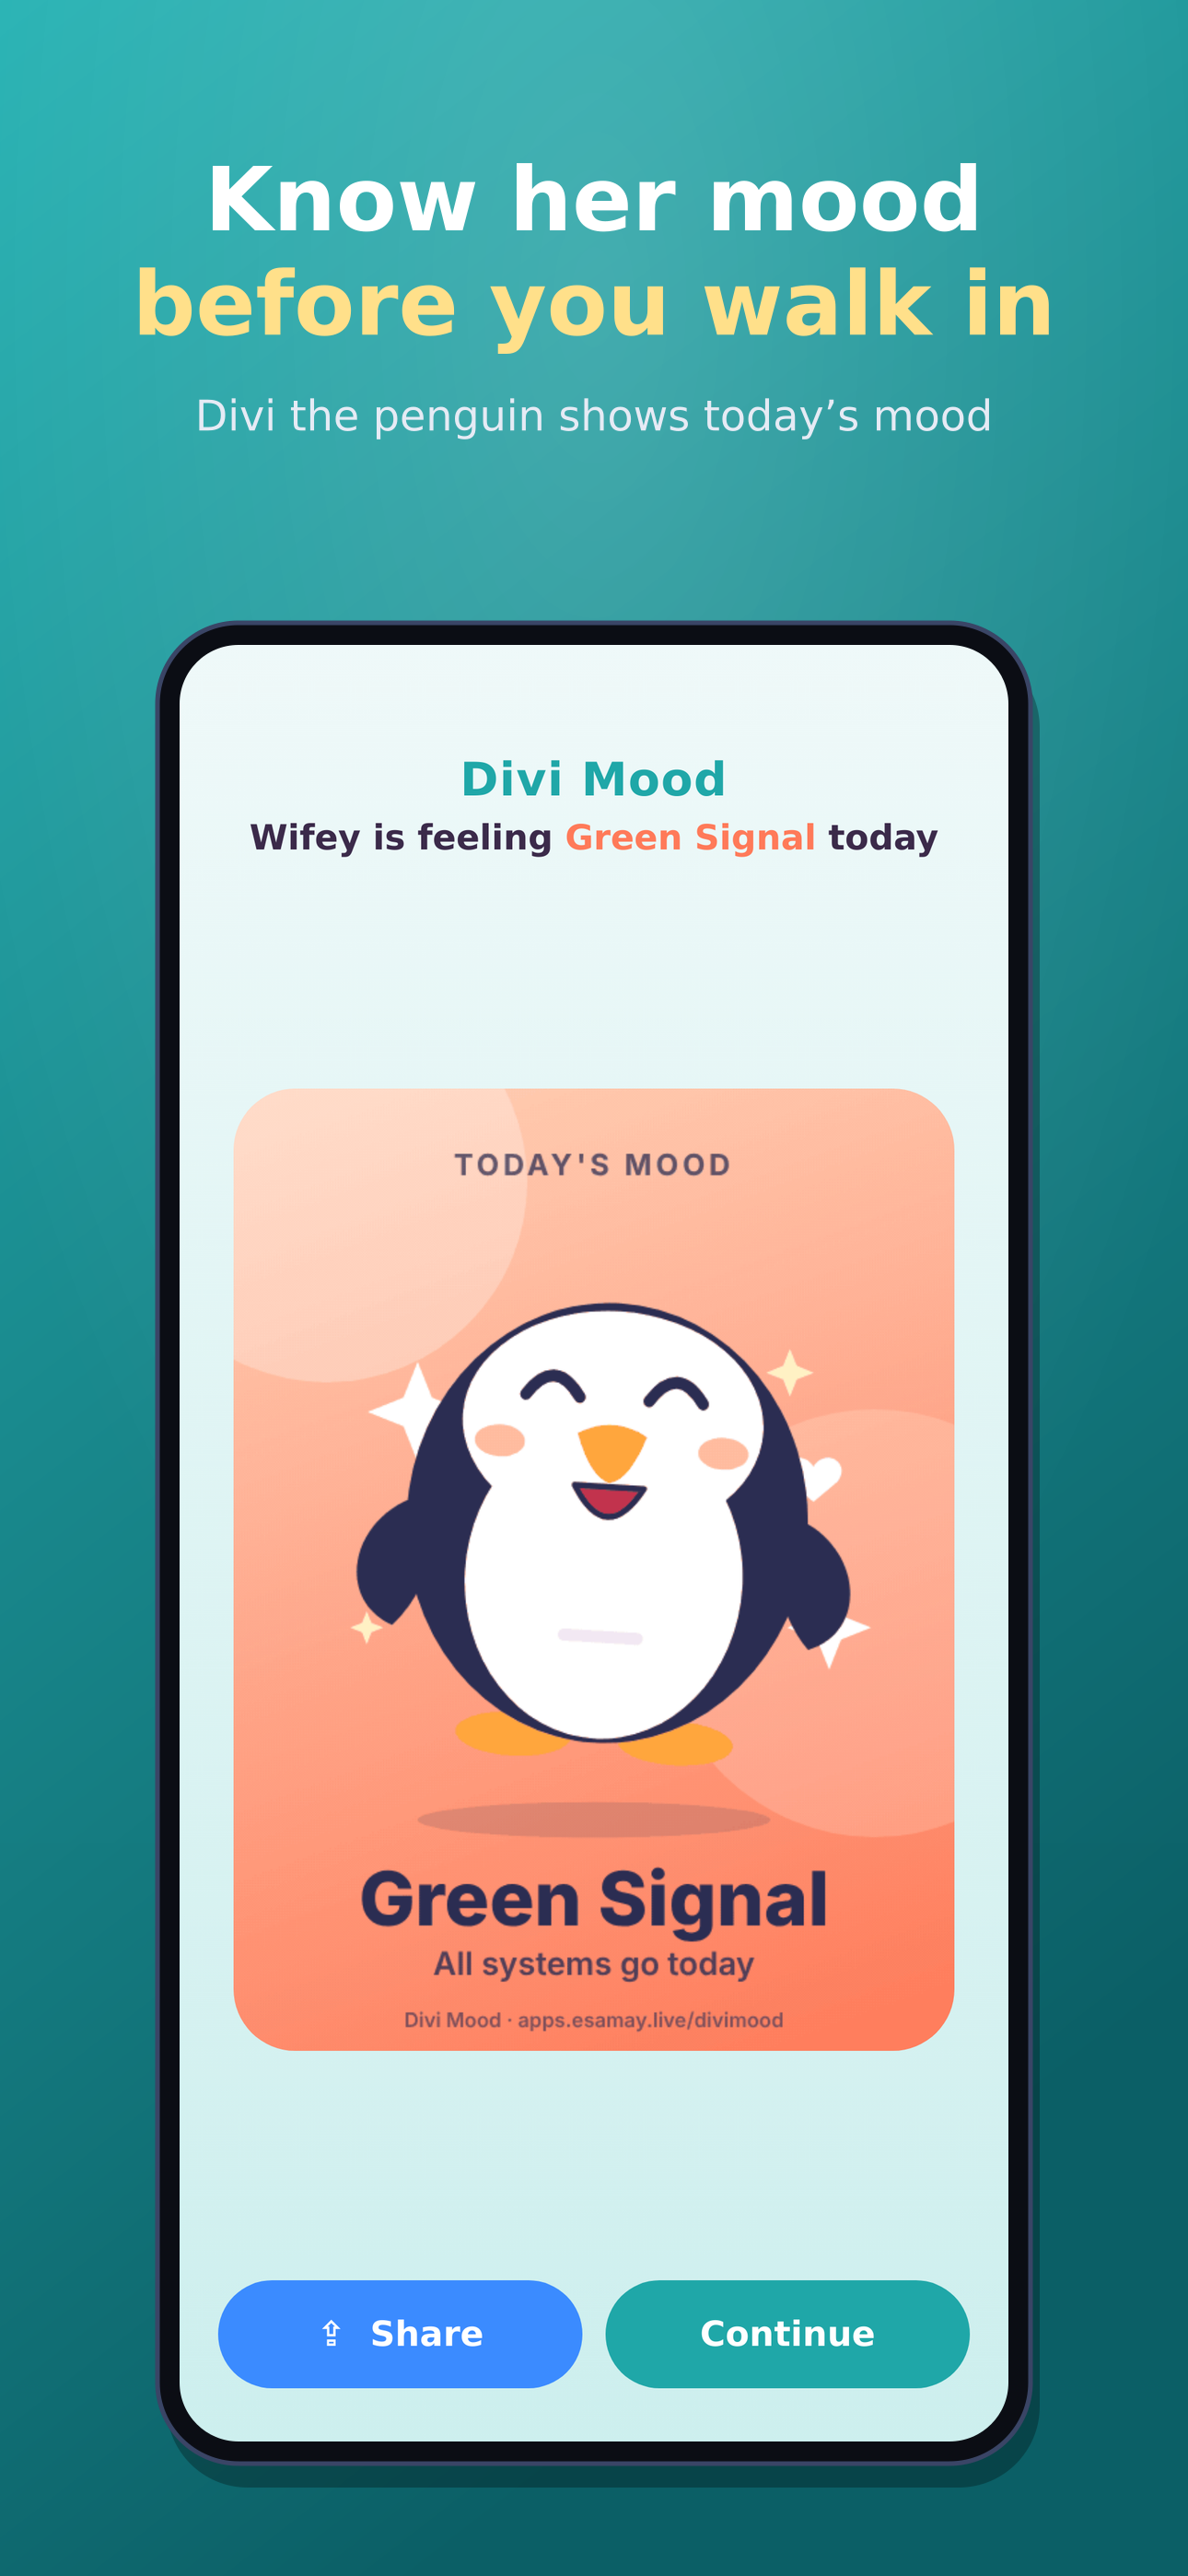 Know her mood
before you walk in
Divi the penguin shows today’s mood
Divi Mood
Wifey is feeling Green Signal today
TODAY'S MOOD
Green Signal
All systems go today
Divi Mood · apps.esamay.live/divimood
⇪ Share
Continue